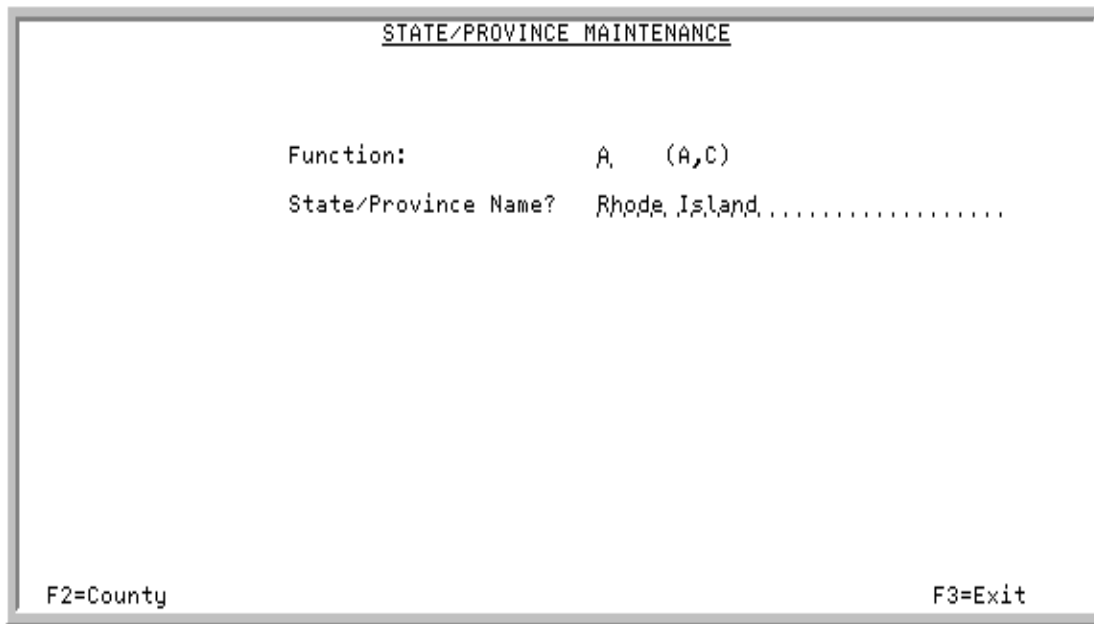 STATE/PROVINCE MAINTENANCE
Function: A (A,C)
State/Province Name? Rhode Island
F2=County F3=Exit